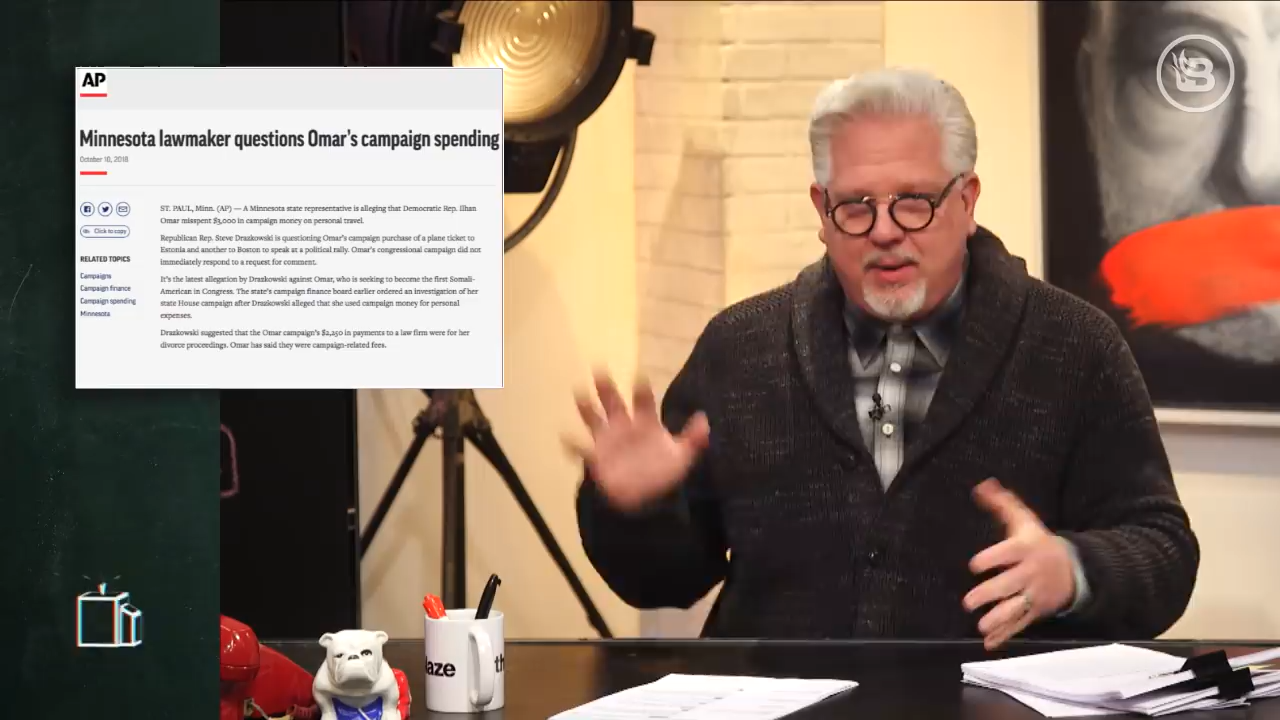 AP
Minnesota lawmaker questions Omar's campaign spending
October 10, 2018
ST. PAUL, Minn. (AP) — A Minnesota state representative is alleging that Democratic Rep. Ilhan
Omar misspent $3,000 in campaign money on personal travel.
Click to copy
Republican Rep. Steve Drazkowski is questioning Omar's campaign purchase of a plane ticket to
Estonia and another to Boston to speak at a political rally. Omar's congressional campaign did not
immediately respond to a request for comment.
RELATED TOPICS
Campaigns
Campaign finance
Campaign spending
Minnesota
It's the latest allegation by Drazkowski against Omar, who is seeking to become the first Somali-
American in Congress. The state's campaign finance board earlier ordered an investigation of her
state House campaign after Drazkowski alleged that she used campaign money for personal
expenses.
Drazkowski suggested that the Omar campaign's $2,250 in payments to a law firm were for her
divorce proceedings. Omar has said they were campaign-related fees.
B
laze
th